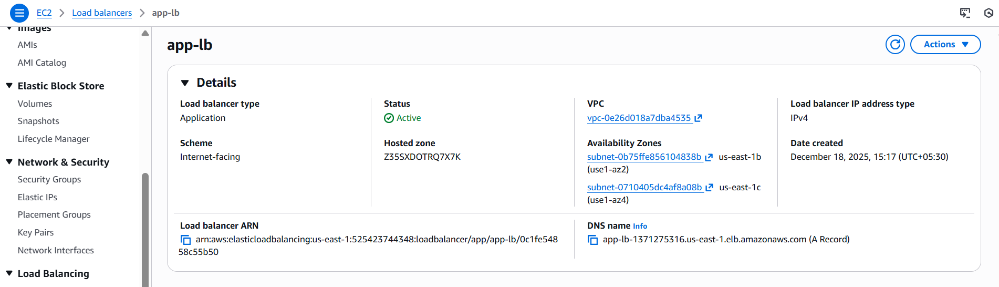 EC2 > Load balancers > app-lb
Images
AMIs
AMI Catalog
Elastic Block Store
Volumes
Snapshots
Lifecycle Manager
Network & Security
Security Groups
Elastic IPs
Placement Groups
Key Pairs
Network Interfaces
Load Balancing
app-lb
Actions
Details
Load balancer type
Application
Status
Active
VPC
vpc-0e26d018a7dba4535
Load balancer IP address type
IPv4
Scheme
Internet-facing
Hosted zone
Z35SXDOTRQ7X7K
Availability Zones
subnet-0b75ffe856104838b us-east-1b
(use1-az2)
subnet-0710405dc4af8a08b us-east-1c
(use1-az4)
Date created
December 18, 2025, 15:17 (UTC+05:30)
Load balancer ARN
arn:aws:elasticloadbalancing:us-east-1:525423744348:loadbalancer/app/app-lb/0c1fe548
58c55b50
DNS name Info
app-lb-1371275316.us-east-1.elb.amazonaws.com (A Record)